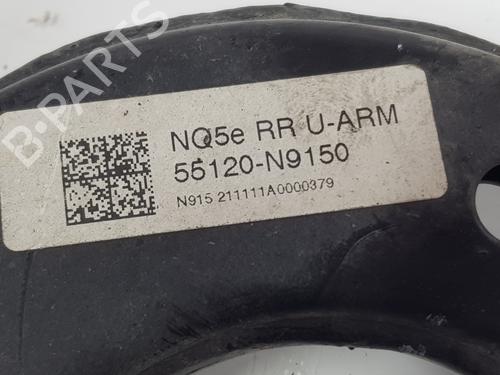 NQ5e RR U-ARM
55120-N9150
N915 211111A0000379
B-PARTS